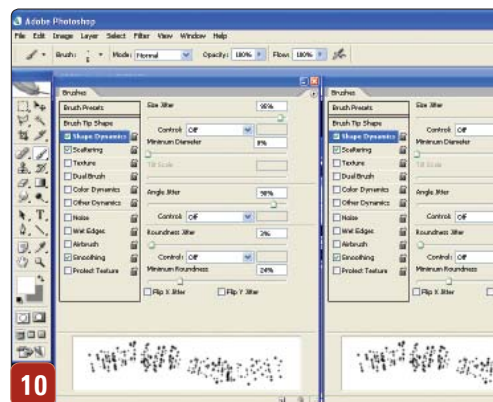 Adobe Photoshop
File Edit Image Layer Select Filter View Window Help
Brush: Mode: Normal Opacity: 100% Flow: 100%
Brushes
Brush Presets
Brush Tip Shape
Shape Dynamics
Scattering
Texture
Dual Brush
Color Dynamics
Other Dynamics
Noise
Wet Edges
Airbrush
Smoothing
Protect Texture
Size Jitter 98%
Control: Off
Minimum Diameter 0%
Tilt Scale
Angle Jitter 90%
Control: Off
Roundness Jitter 3%
Control: Off
Minimum Roundness 24%
Flip X Jitter Flip Y Jitter
Brushes
Brush Presets
Brush Tip Shape
Shape Dynamics
Scattering
Texture
Dual Brush
Color Dynamics
Other Dynamics
Noise
Wet Edges
Airbrush
Smoothing
Protect Texture
Size Jitter
Control: Off
Minimum Diameter
Tilt Scale
Angle Jitter
Control: Off
Roundness Jitter
Control: Off
Minimum Roundness
Flip X Jitter
10